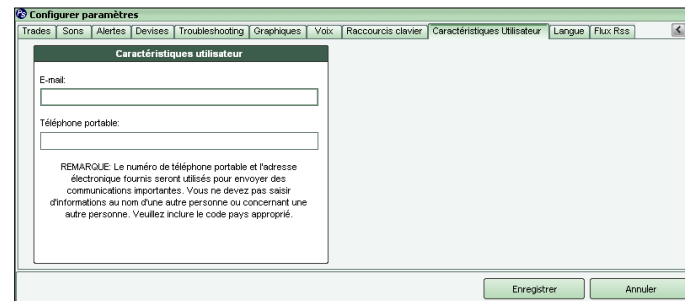 Ps Configurer paramètres
Trades Sons Alertes Devises Troubleshooting Graphiques Voix Raccourcis clavier Caractéristiques Utilisateur Langue Flux Rss
Caractéristiques utilisateur
E-mail:
Téléphone portable:
REMARQUE: Le numéro de téléphone portable et l'adresse
électronique fournis seront utilisés pour envoyer des
communications importantes. Vous ne devez pas saisir
d'informations au nom d'une autre personne ou concernant une
autre personne. Veuillez inclure le code pays approprié.
Enregistrer Annuler